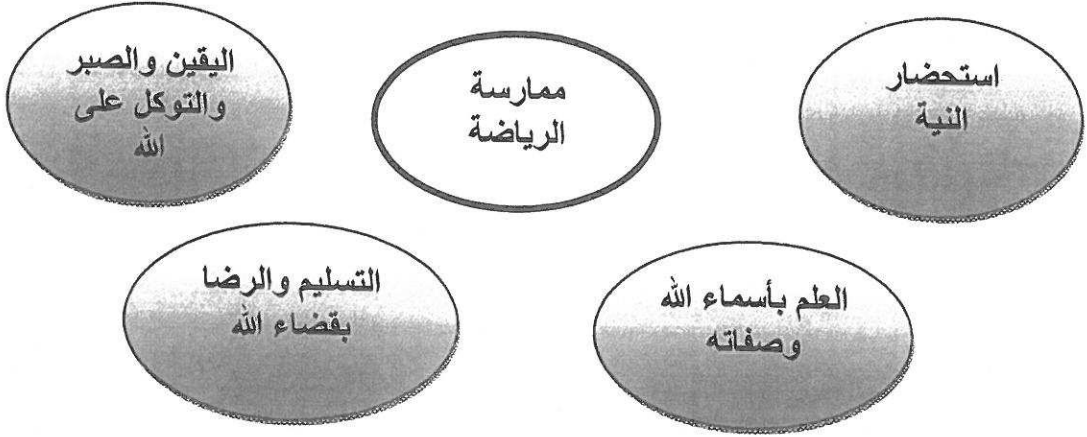 استحضار
النية
ممارسة
الرياضة
اليقين والصبر
والتوكل على
الله
العلم بأسماء الله
وصفاته
التسليم والرضا
بقضاء الله